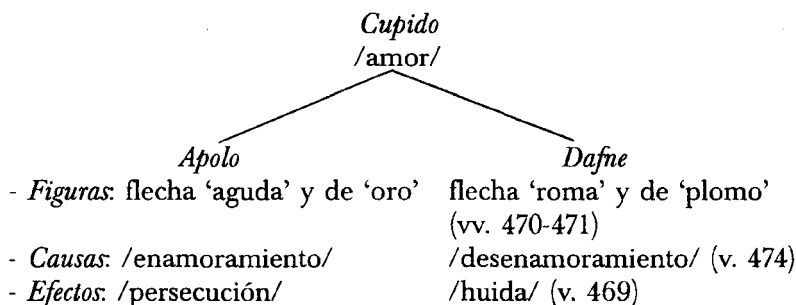 Cupido
/amor/
Apolo Dafne
- Figuras: flecha ‘aguda’ y de ‘oro’ flecha ‘roma’ y de ‘plomo’
(vv. 470-471)
- Causas: /enamoramiento/ /desenamoramiento/ (v. 474)
- Efectos: /persecución/ /huida/ (v. 469)